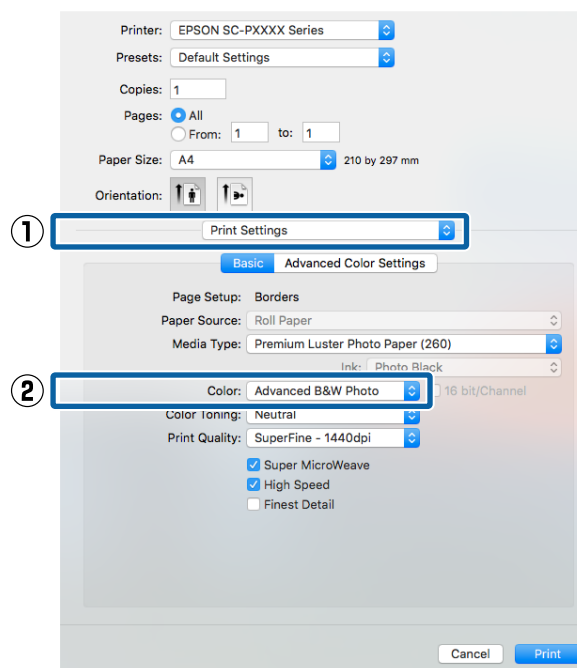 Printer: EPSON SC-PXXXX Series
Presets: Default Settings
Copies: 1
Pages: All
From: 1 to: 1
Paper Size: A4 210 by 297 mm
Orientation:
① Print Settings
Basic Advanced Color Settings
Page Setup: Borders
Paper Source: Roll Paper
Media Type: Premium Luster Photo Paper (260)
Ink: Photo Black
② Color: Advanced B&W Photo 16 bit/Channel
Color Toning: Neutral
Print Quality: SuperFine - 1440dpi
Super MicroWeave
High Speed
Finest Detail
Cancel Print